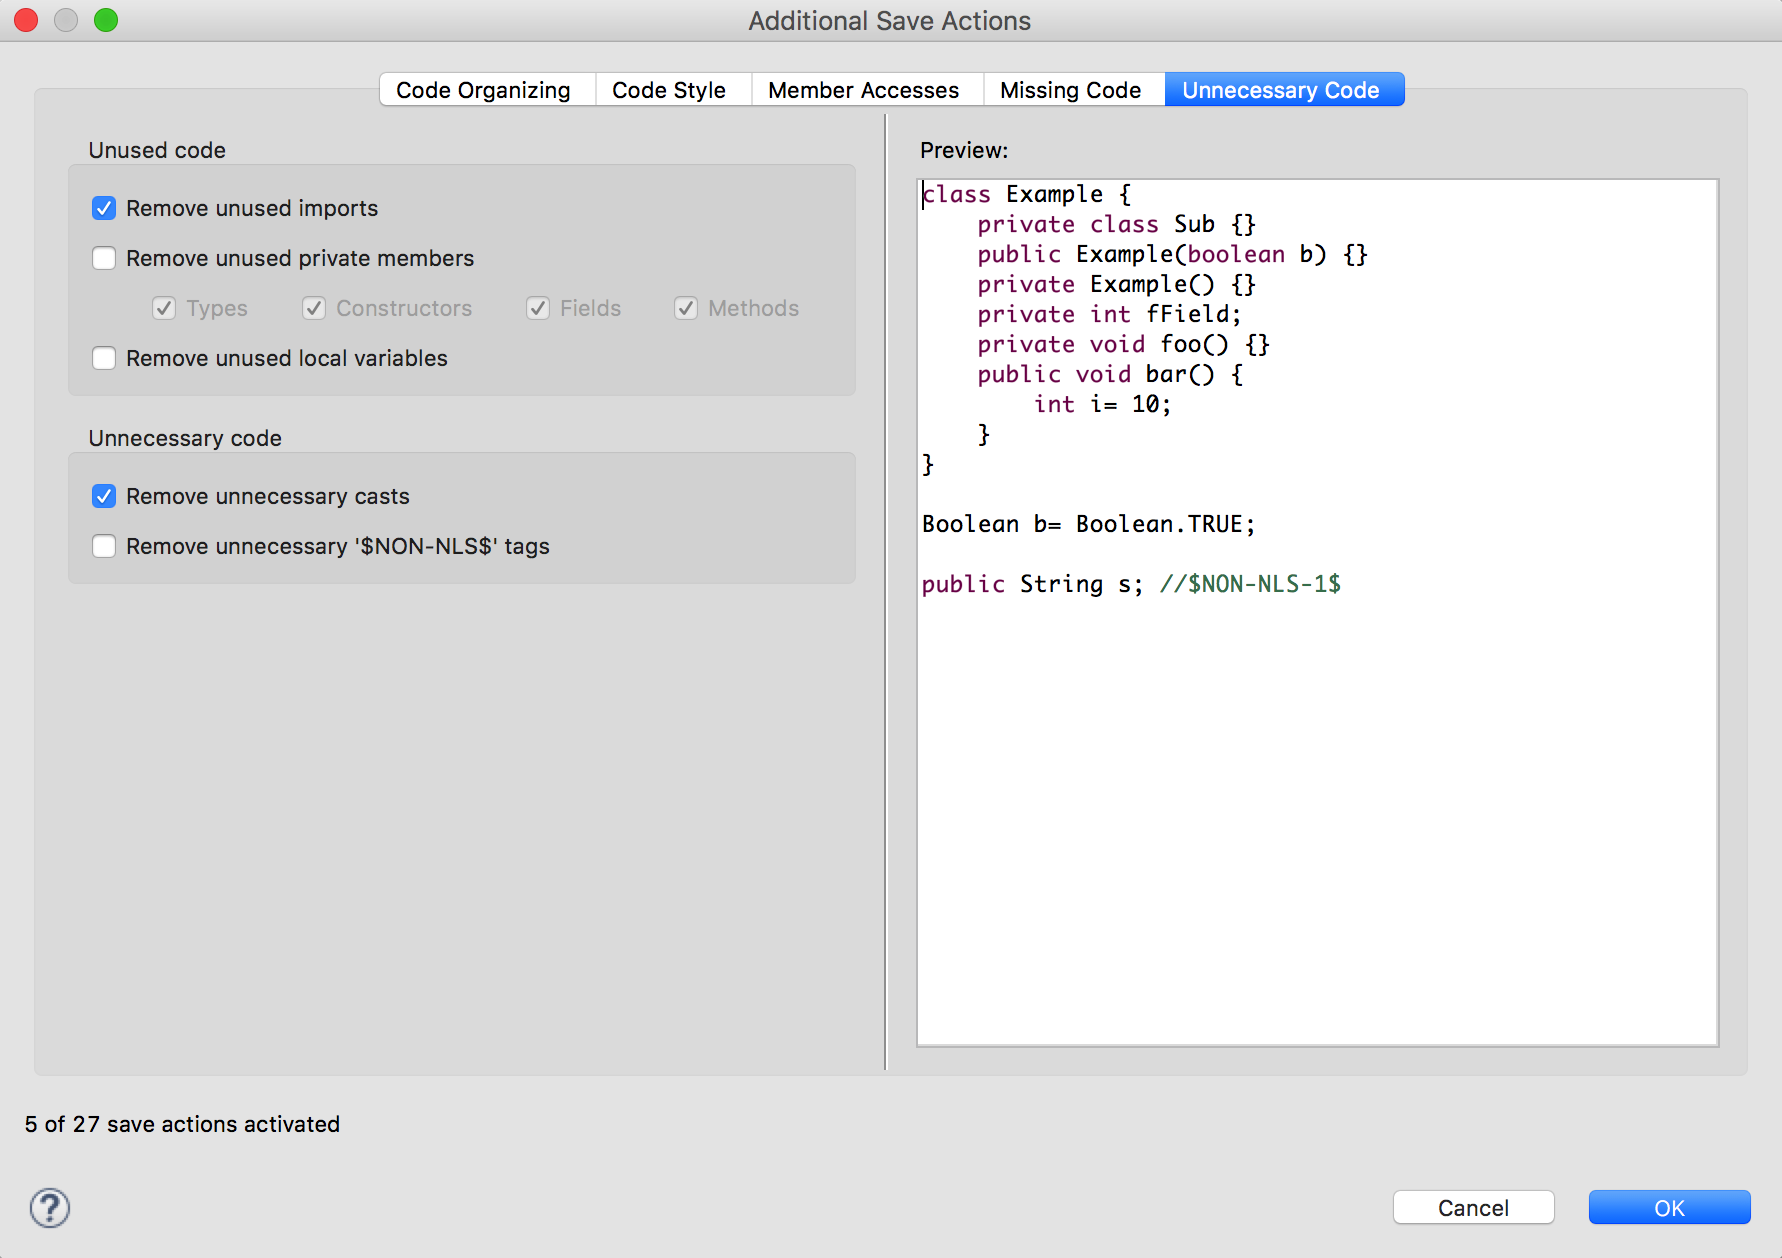 Additional Save Actions
Code Organizing Code Style Member Accesses Missing Code Unnecessary Code
Unused code
Remove unused imports
Remove unused private members
Types Constructors Fields Methods
Remove unused local variables
Unnecessary code
Remove unnecessary casts
Remove unnecessary '$NON-NLS$' tags
Preview:
class Example {
    private class Sub {}
    public Example(boolean b) {}
    private Example() {}
    private int fField;
    private void foo() {}
    public void bar() {
        int i= 10;
    }
}
Boolean b= Boolean.TRUE;
public String s; //$NON-NLS-1$
5 of 27 save actions activated
?
Cancel OK